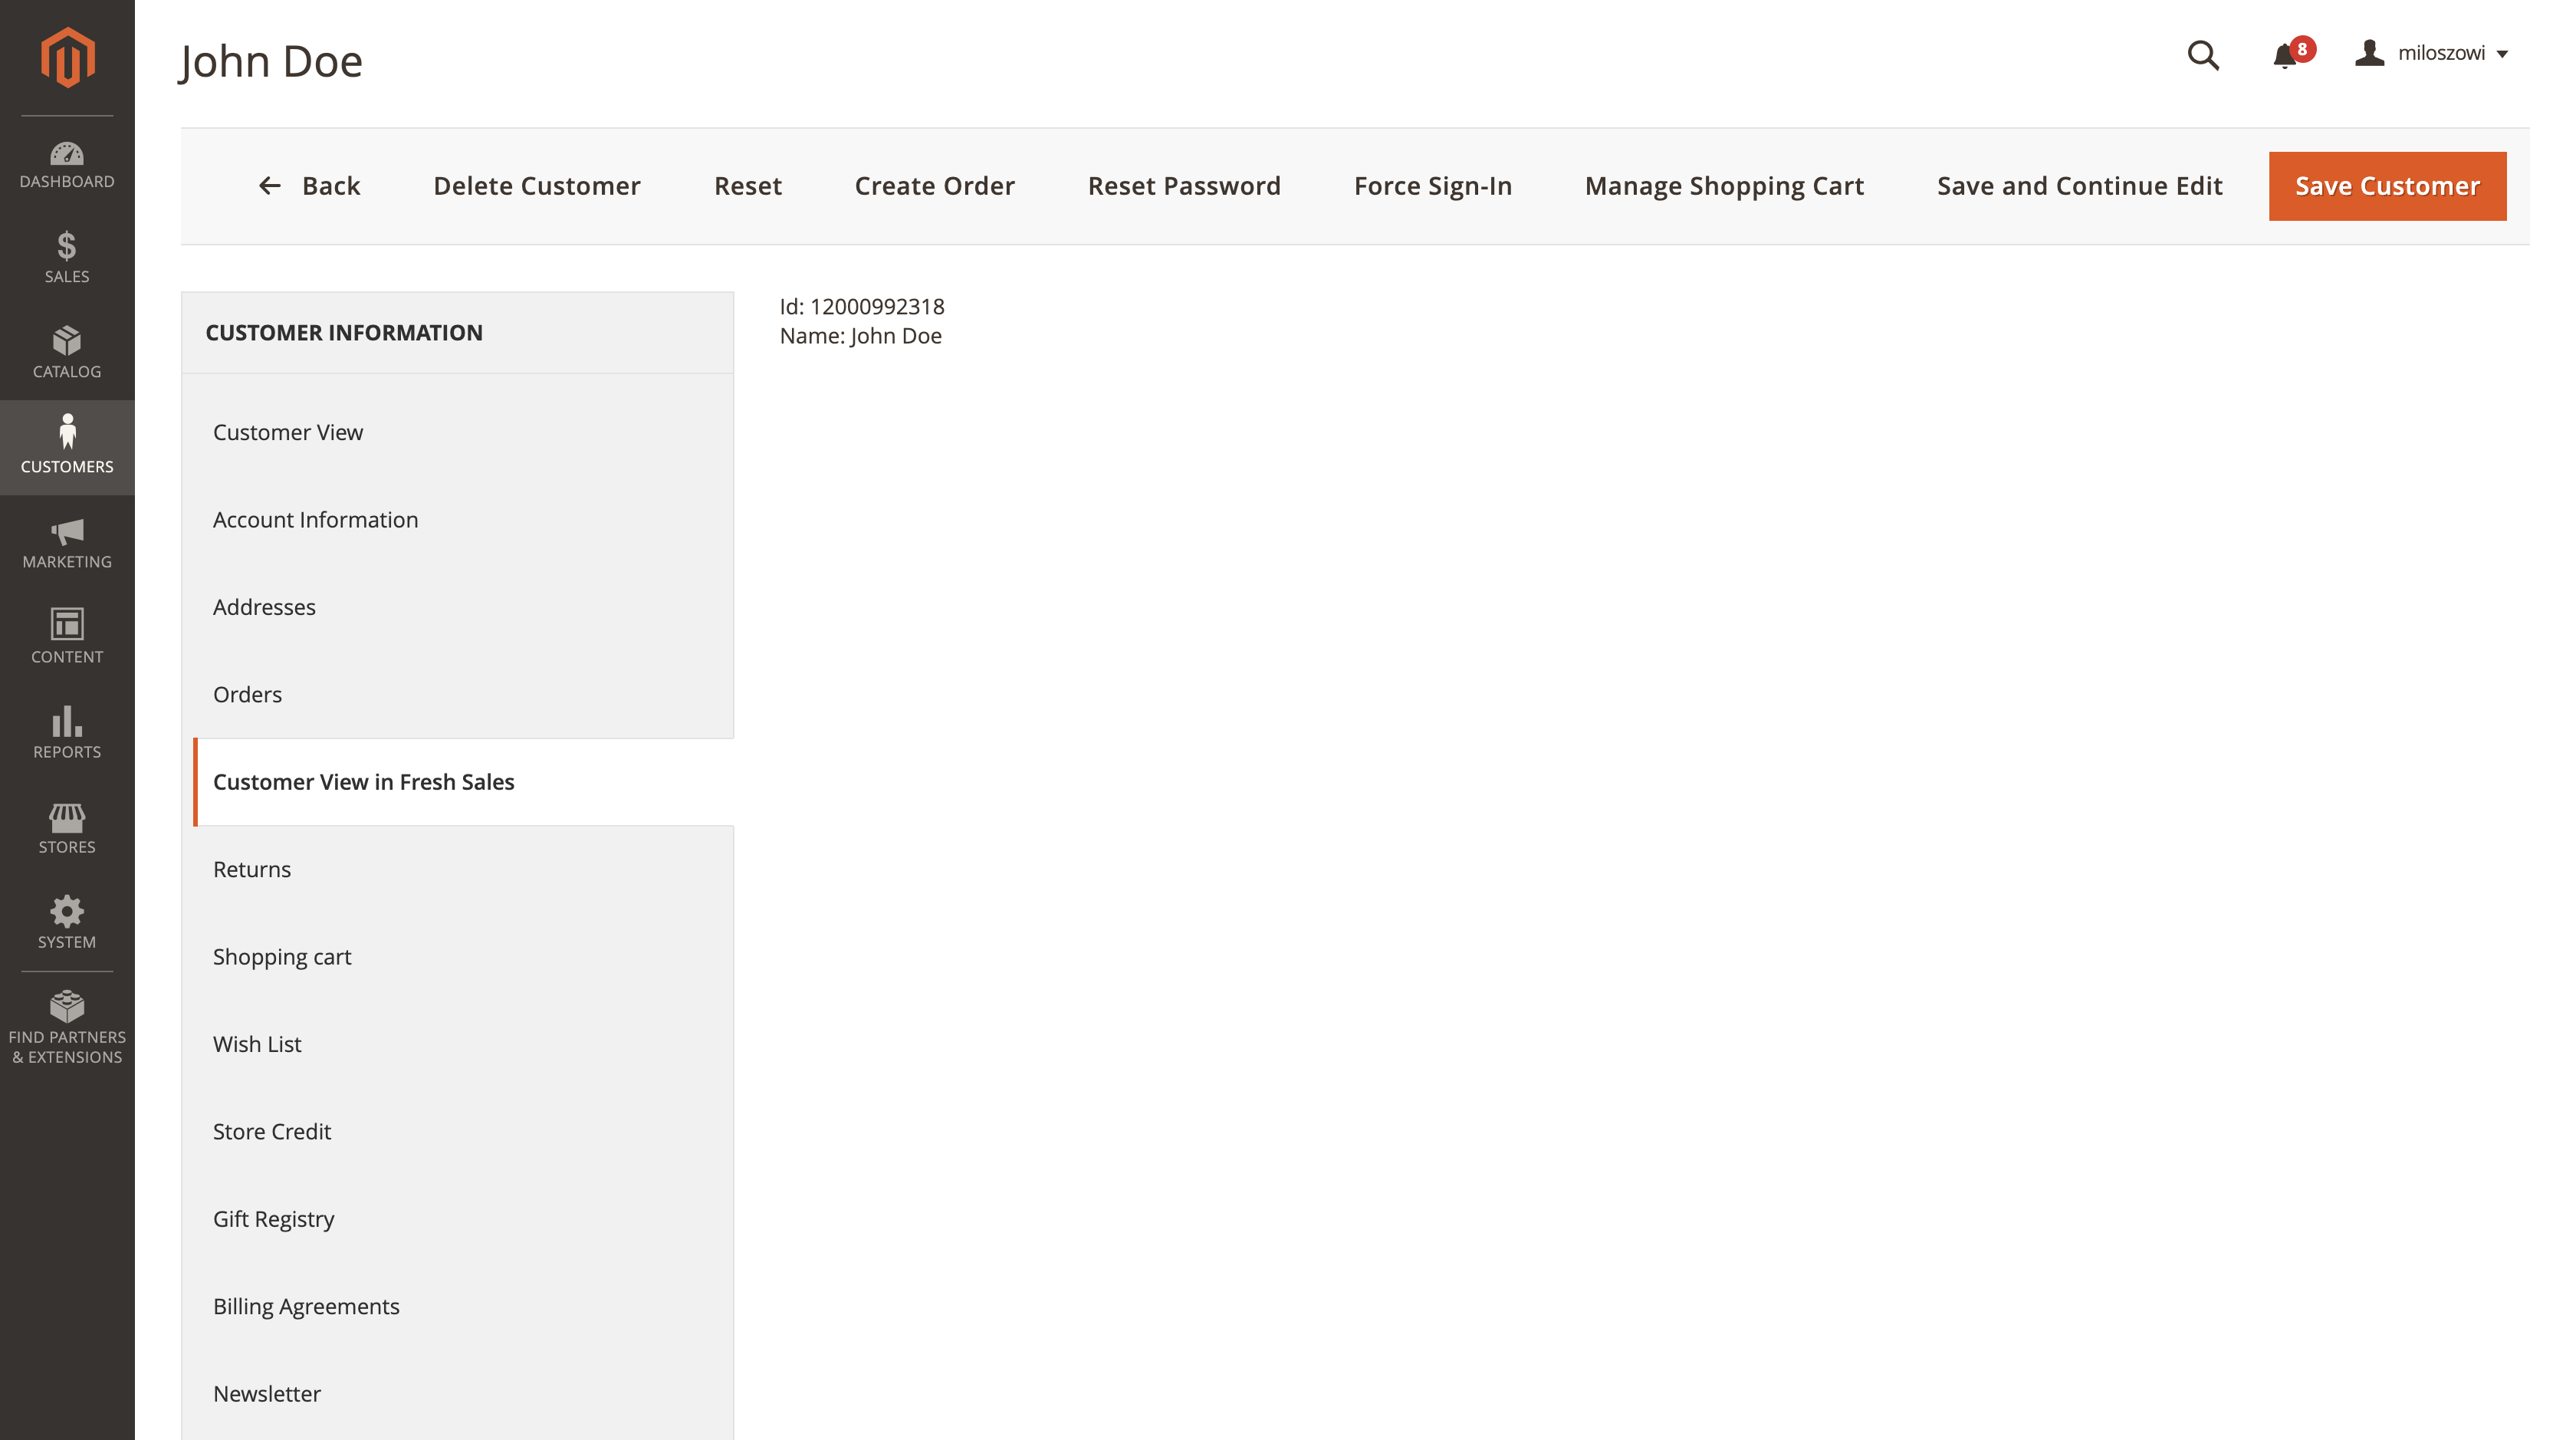 John Doe
8
miloszowi
Back
Delete Customer
Reset
Create Order
Reset Password
Force Sign-In
Manage Shopping Cart
Save and Continue Edit
Save Customer
DASHBOARD
SALES
CATALOG
CUSTOMERS
MARKETING
CONTENT
REPORTS
STORES
SYSTEM
FIND PARTNERS
& EXTENSIONS
CUSTOMER INFORMATION
Customer View
Account Information
Addresses
Orders
Customer View in Fresh Sales
Returns
Shopping cart
Wish List
Store Credit
Gift Registry
Billing Agreements
Newsletter
Id: 12000992318
Name: John Doe